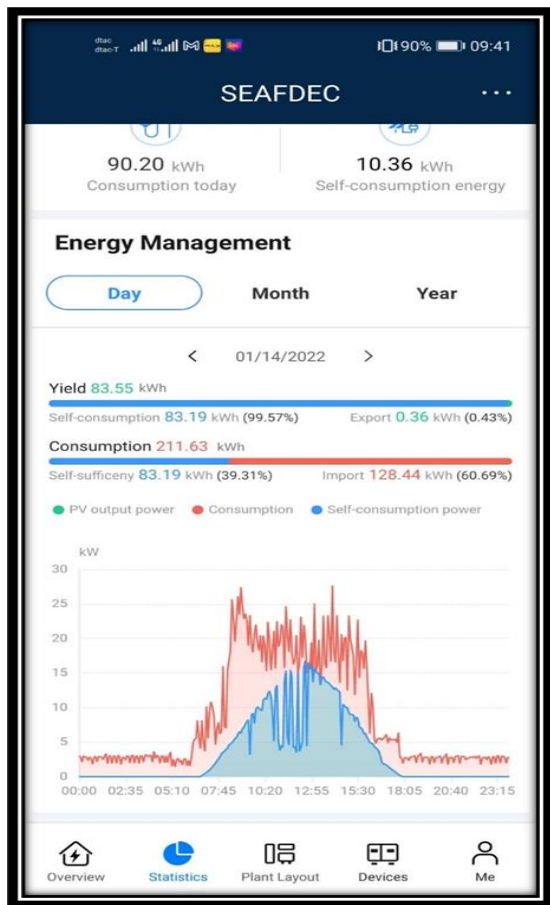 dtac
dtac-T 46 90% 09:41
SEAFDEC ...
90.20 kWh 10.36 kWh
Consumption today Self-consumption energy
Energy Management
Day Month Year
< 01/14/2022 >
Yield 83.55 kWh
Self-consumption 83.19 kWh (99.57%) Export 0.36 kWh (0.43%)
Consumption 211.63 kWh
Self-sufficeny 83.19 kWh (39.31%) Import 128.44 kWh (60.69%)
PV output power Consumption Self-consumption power
kW
30
25
20
15
10
5
0
00:00 02:35 05:10 07:45 10:20 12:55 15:30 18:05 20:40 23:15
Overview Statistics Plant Layout Devices Me